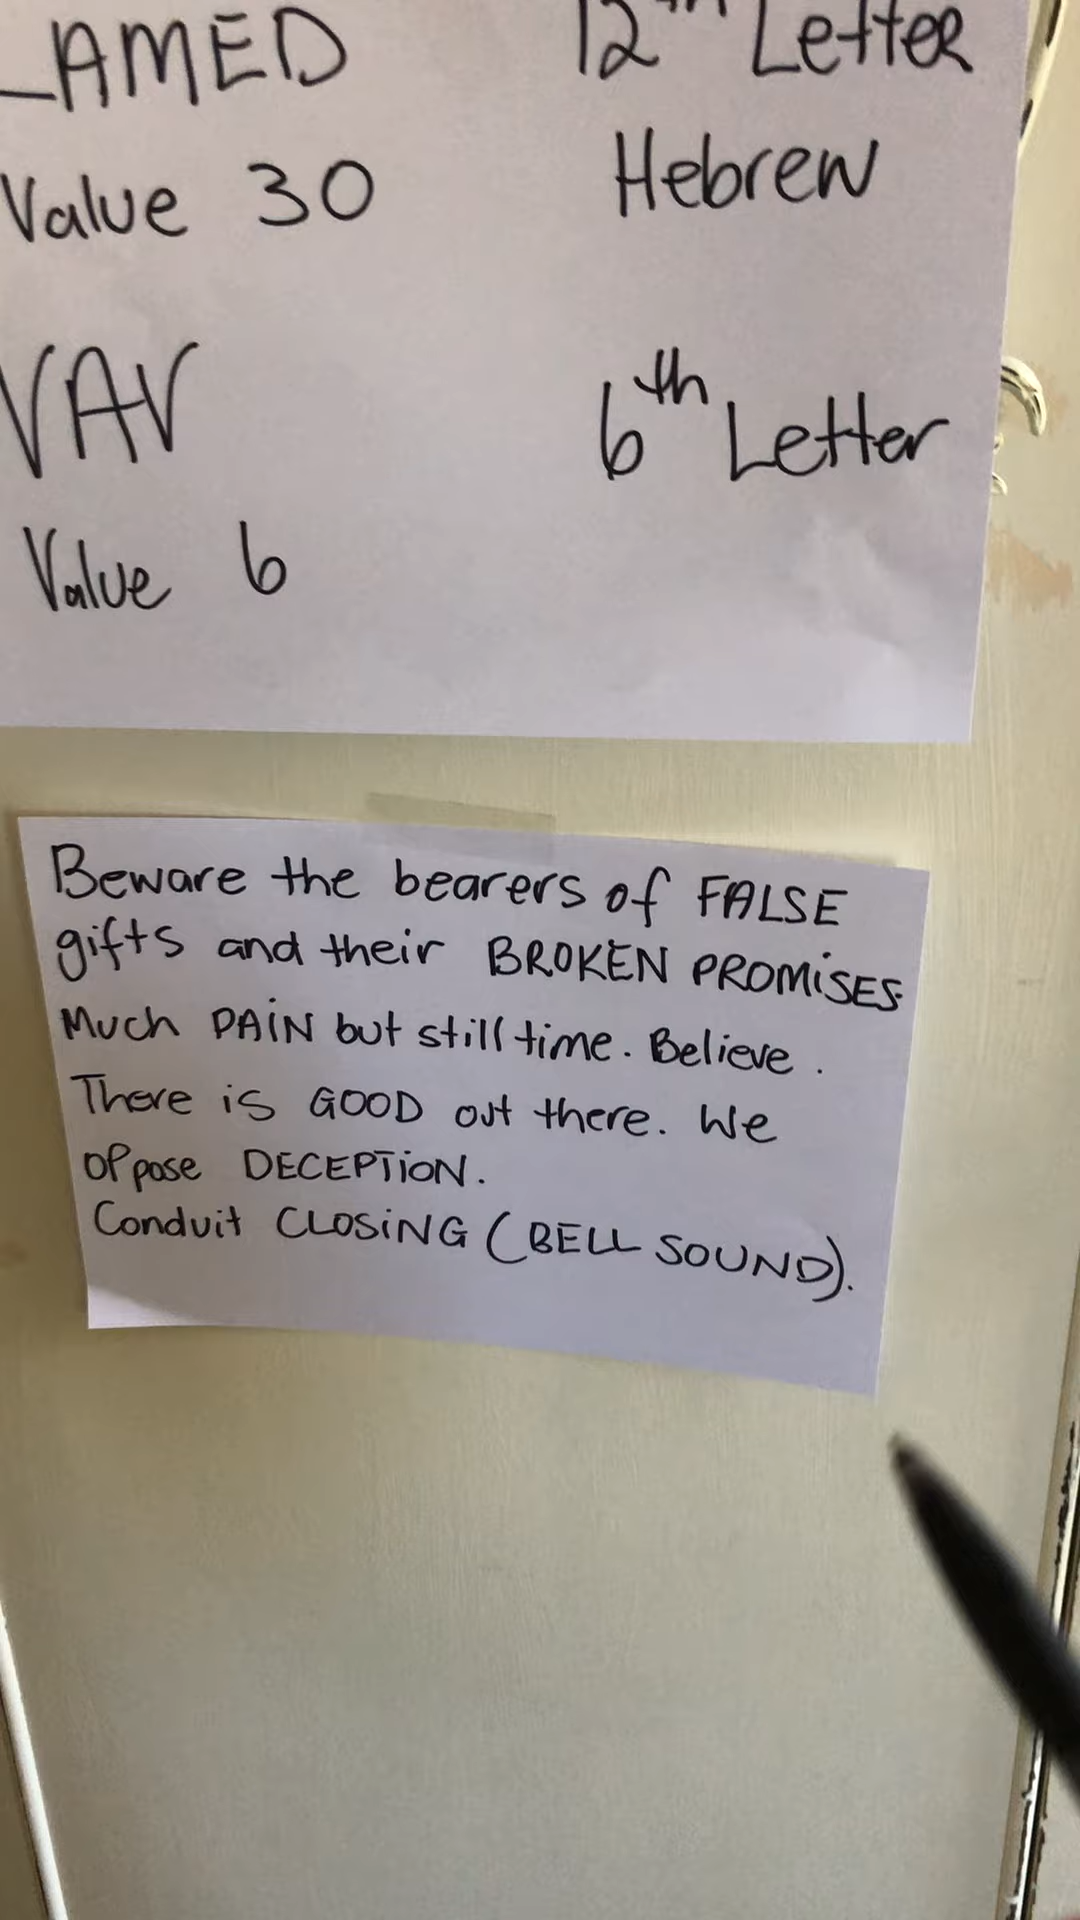 LAMED 12th Letter
Value 30 Hebrew
VAV 6th Letter
Value 6
Beware the bearers of FALSE
gifts and their BROKEN PROMiSES.
Much PAiN but still time. Believe.
There is GOOD out there. We
oppose DECEPTiON.
Conduit CLOSiNG (BELL SOUND).